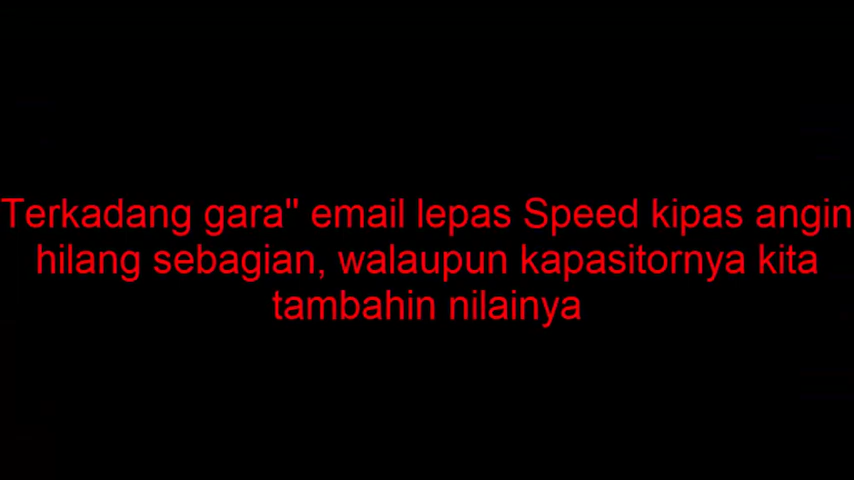 Terkadang gara" email lepas Speed kipas angin
hilang sebagian, walaupun kapasitornya kita
tambahin nilainya